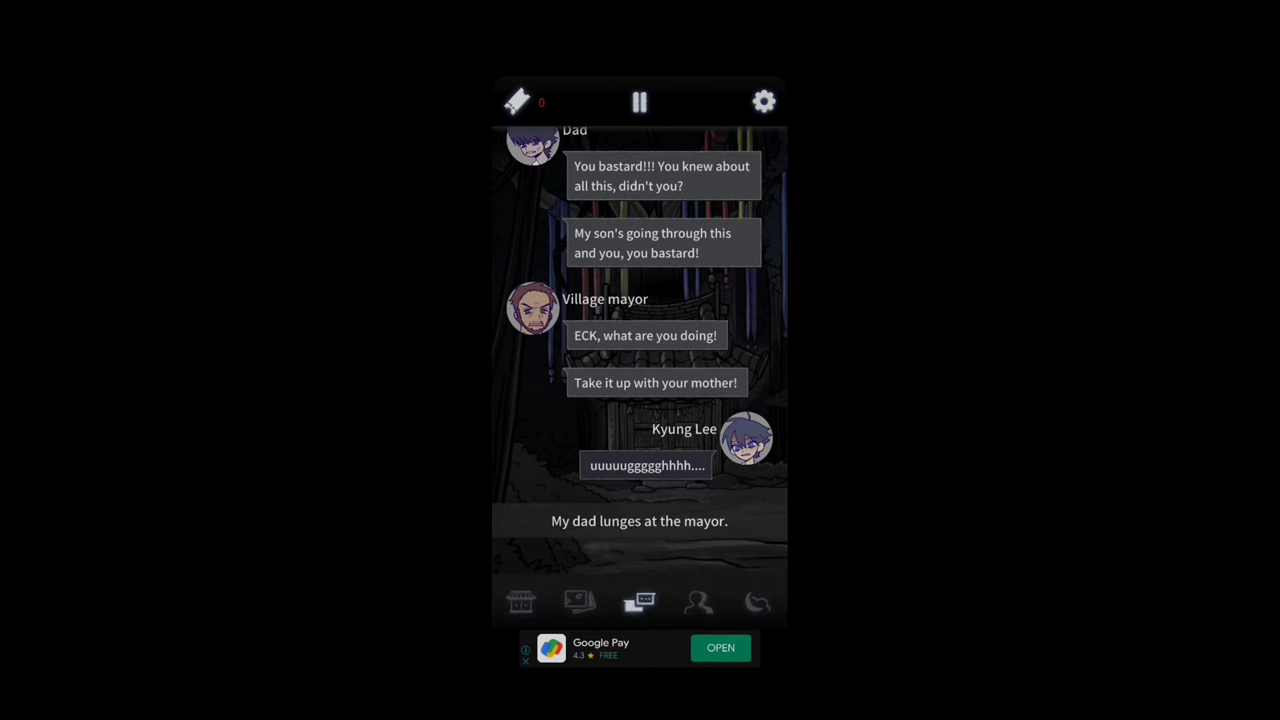 0
Dad
You bastard!!! You knew about
all this, didn't you?
My son's going through this
and you, you bastard!
Village mayor
ECK, what are you doing!
Take it up with your mother!
Kyung Lee
uuuuuggggghhhh....
My dad lunges at the mayor.
Google Pay
4.3 ★ FREE
OPEN